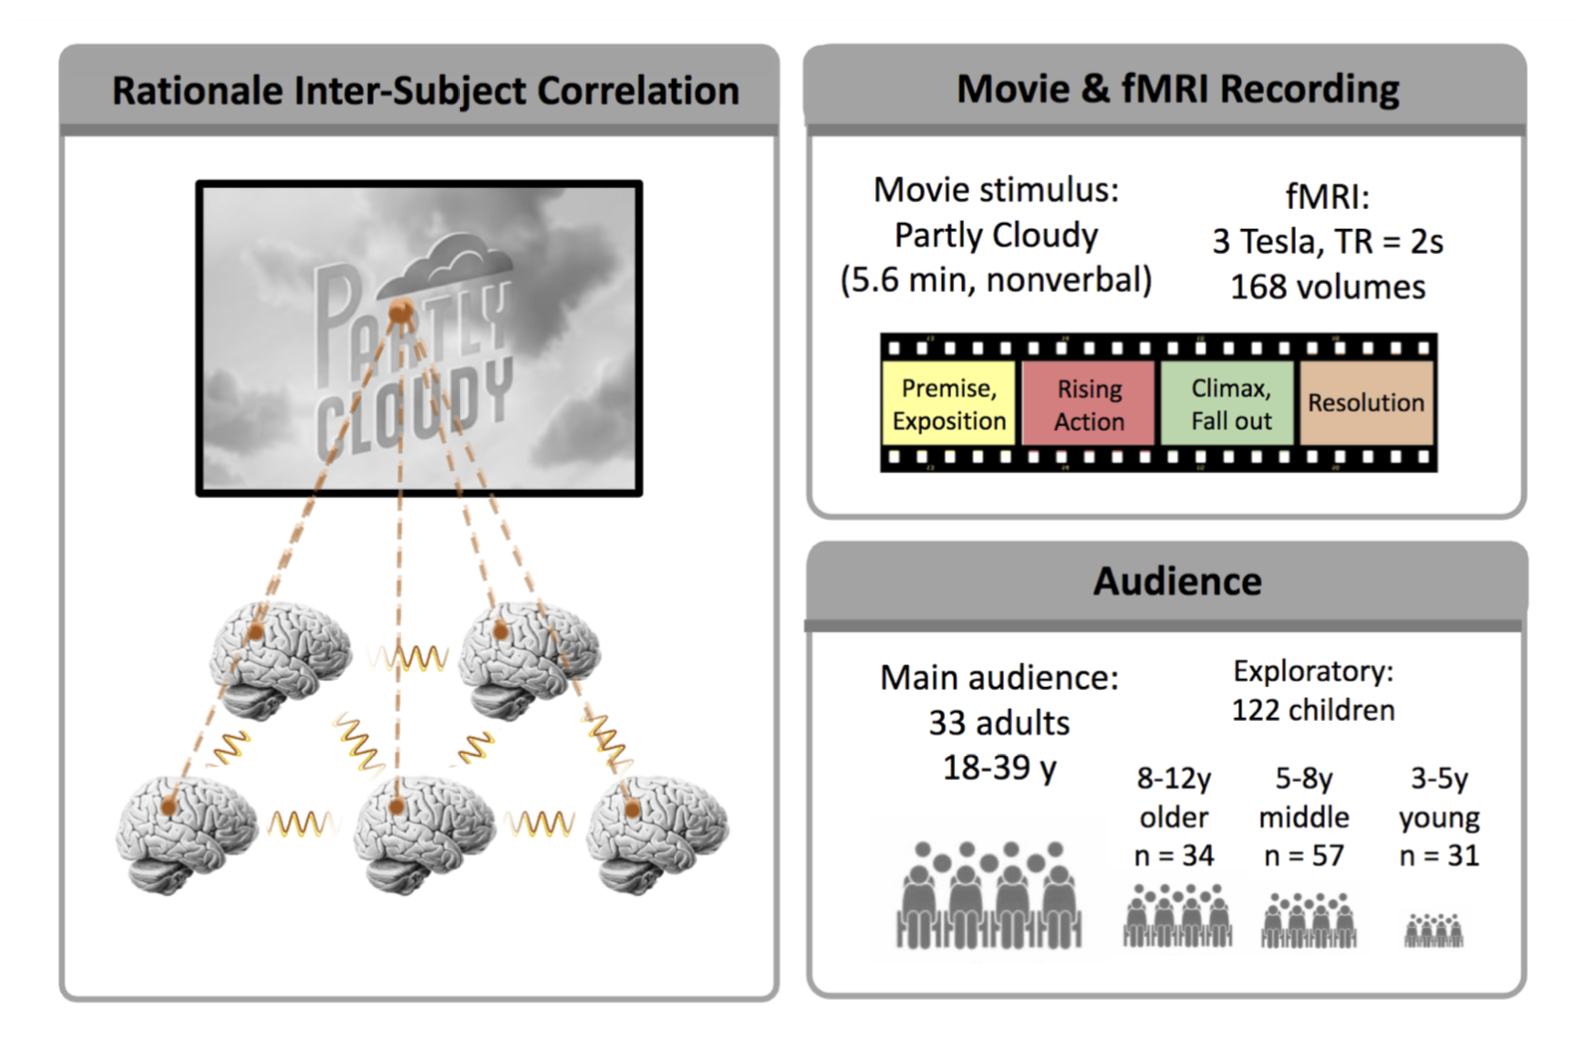 Rationale Inter-Subject Correlation
PARTLY
CLOUDY
Movie & fMRI Recording
Movie stimulus:
Partly Cloudy
(5.6 min, nonverbal)
fMRI:
3 Tesla, TR = 2s
168 volumes
Premise,
Exposition
Rising
Action
Climax,
Fall out
Resolution
Audience
Main audience:
33 adults
18-39 y
Exploratory:
122 children
8-12y
older
n = 34
5-8y
middle
n = 57
3-5y
young
n = 31